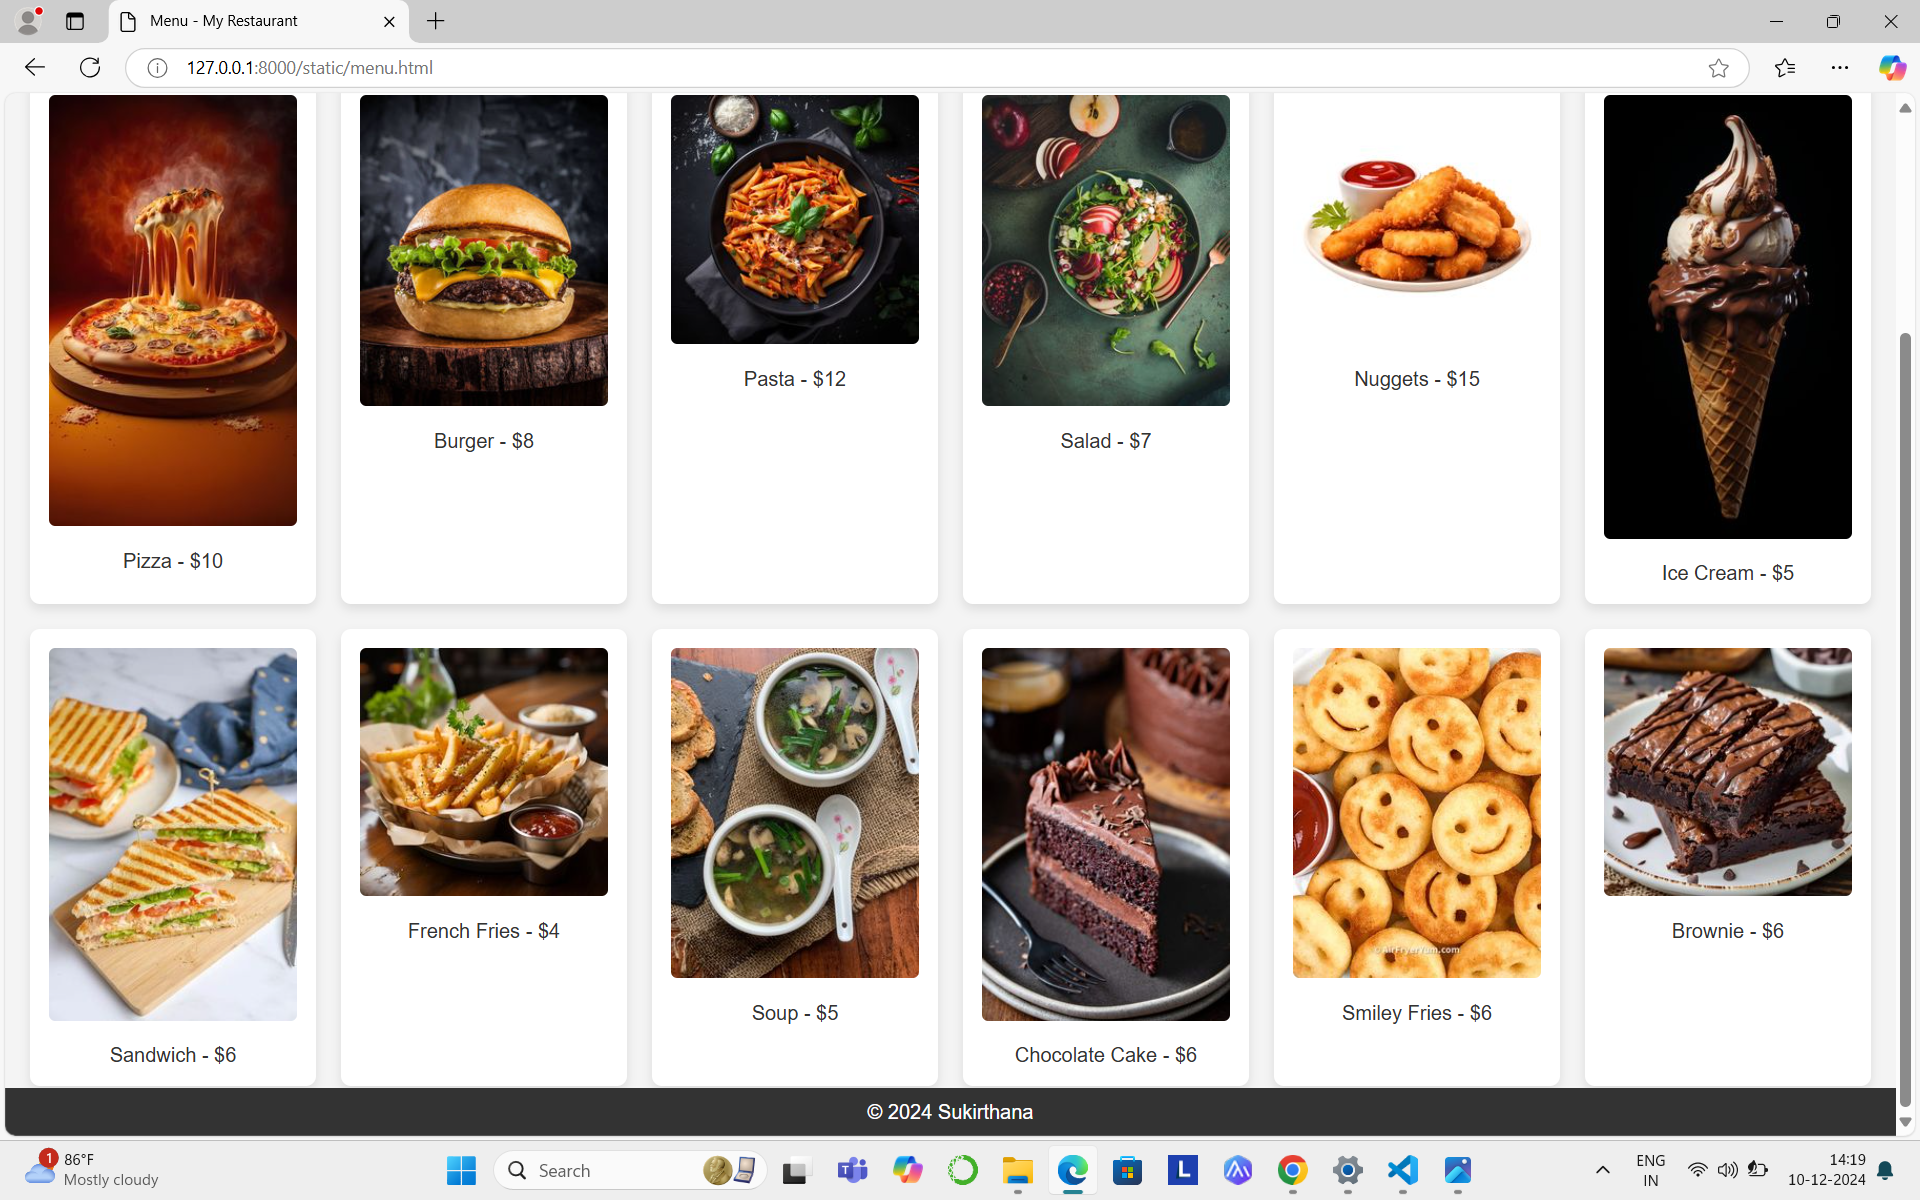 Menu - My Restaurant
127.0.0.1:8000/static/menu.html
Pasta - $12
Nuggets - $15
Burger - $8
Salad - $7
Pizza - $10
Ice Cream - $5
French Fries - $4
Brownie - $6
©AirFryerYum.com
Soup - $5
Smiley Fries - $6
Sandwich - $6
Chocolate Cake - $6
© 2024 Sukirthana
1
86°F
Mostly cloudy
Search
L
ENG
IN
14:19
10-12-2024